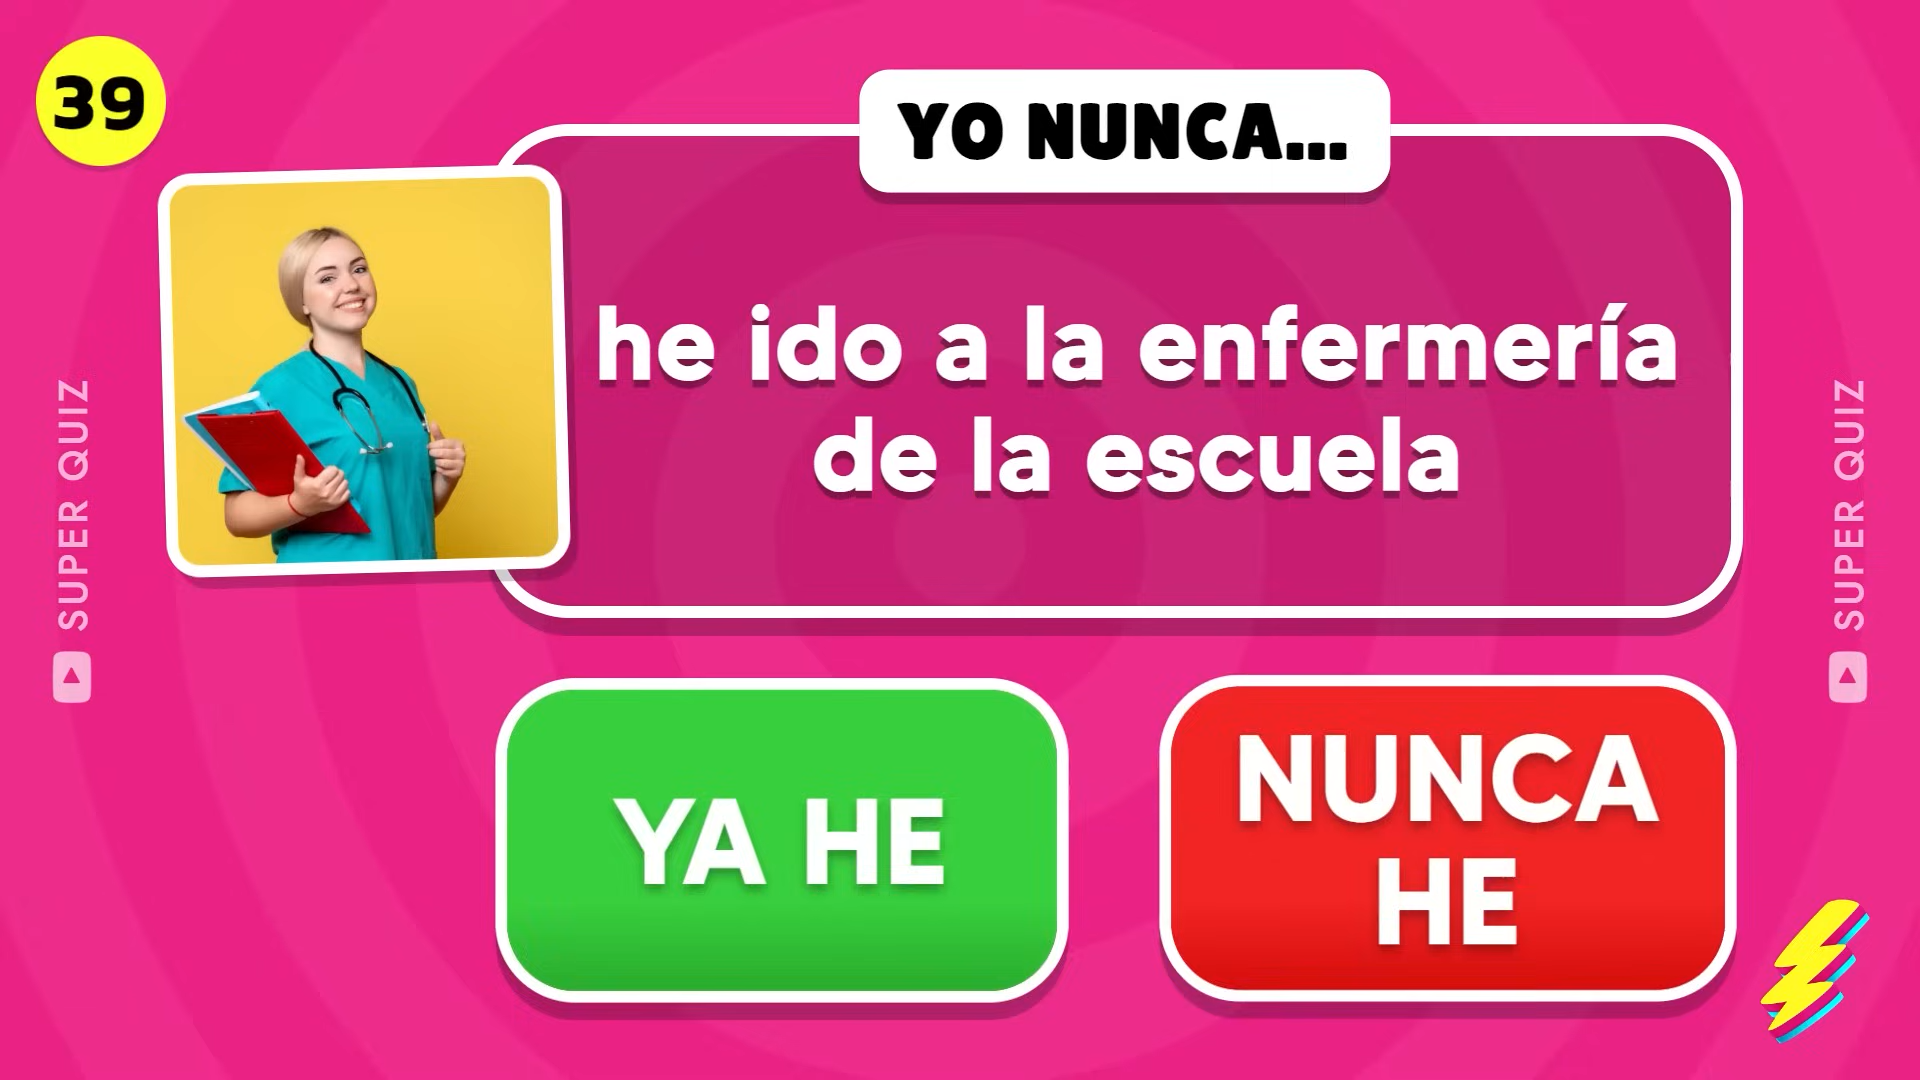 39
YO NUNCA...
he ido a la enfermería
de la escuela
SUPER QUIZ
SUPER QUIZ
YA HE
NUNCA
HE